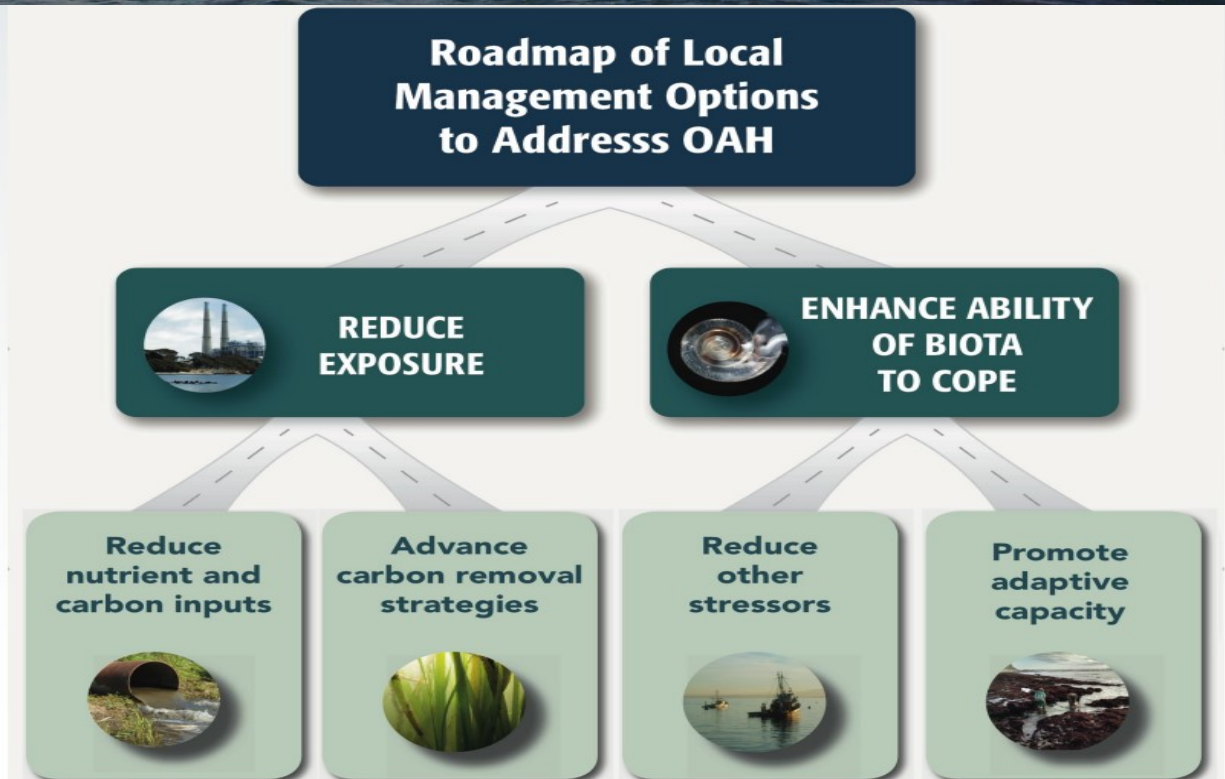 Roadmap of Local
Management Options
to Addresss OAH
REDUCE
EXPOSURE
ENHANCE ABILITY
OF BIOTA
TO COPE
Reduce
nutrient and
carbon inputs
Advance
carbon removal
strategies
Reduce
other
stressors
Promote
adaptive
capacity